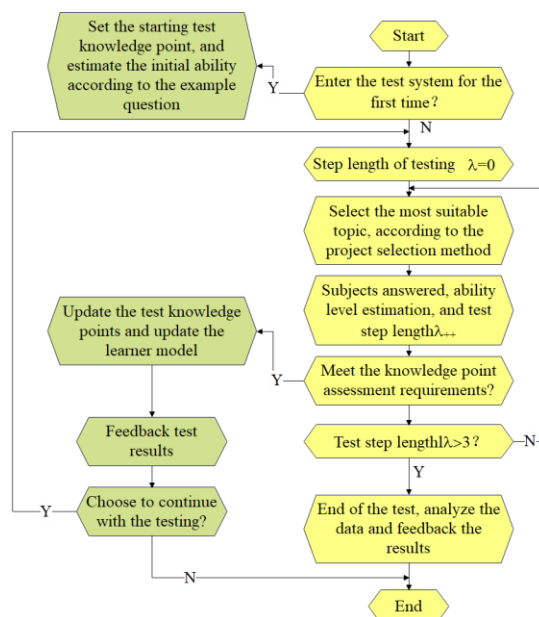 Start
Set the starting test
knowledge point, and
estimate the initial ability
according to the example
question
Enter the test system for the
first time?
Y
N
Step length of testing λ=0
Select the most suitable
topic, according to the
project selection method
Subjects answered, ability
level estimation, and test
step lengthλ++
Update the test knowledge
points and update the
learner model
Meet the knowledge point
assessment requirements?
Y
Feedback test
results
Test step lengthlλ>3?
N
Y
Choose to continue
with the testing?
Y
End of the test, analyze the
data and feedback the
results
N
End